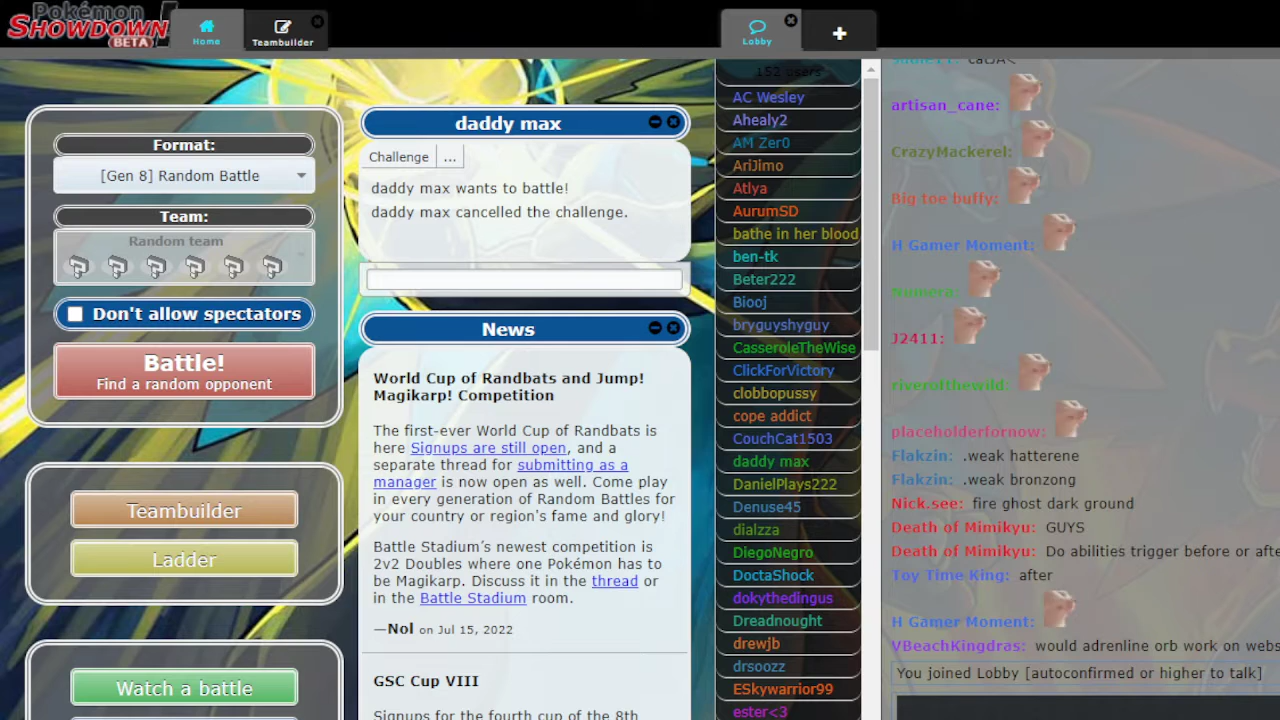 Pokémon
SHOWDOWN!
BETA
Home
Teambuilder
Lobby
Format:
[Gen 8] Random Battle
Team:
Random team
Don't allow spectators
Battle!
Find a random opponent
Teambuilder
Ladder
Watch a battle
daddy max
Challenge
...
daddy max wants to battle!
daddy max cancelled the challenge.
News
World Cup of Randbats and Jump!
Magikarp! Competition
The first-ever World Cup of Randbats is
here Signups are still open, and a
separate thread for submitting as a
manager is now open as well. Come play
in every generation of Random Battles for
your country or region's fame and glory!
Battle Stadium's newest competition is
2v2 Doubles where one Pokémon has to
be Magikarp. Discuss it in the thread or
in the Battle Stadium room.
—Nol on Jul 15, 2022
GSC Cup VIII
Signups for the fourth cup of the 8th
152 users
AC Wesley
Ahealy2
AM Zer0
AriJimo
Atlya
AurumSD
bathe in her blood
ben-tk
Beter222
Biooj
bryguyshyguy
CasseroleTheWise
ClickForVictory
clobbopussy
cope addict
CouchCat1503
daddy max
DanielPlays222
Denuse45
dialzza
DiegoNegro
DoctaShock
dokythedingus
Dreadnought
drewjb
drsoozz
ESkywarrior99
ester<3
artisan_cane:
CrazyMackerel:
Big toe buffy:
H Gamer Moment:
Numera:
J2411:
riverofthewild:
placeholderfornow:
Flakzin: .weak hatterene
Flakzin: .weak bronzong
Nick.see: fire ghost dark ground
Death of Mimikyu: GUYS
Death of Mimikyu: Do abilities trigger before or afte
Toy Time King: after
H Gamer Moment:
VBeachKingdras: would adrenline orb work on webs
You joined Lobby [autoconfirmed or higher to talk]